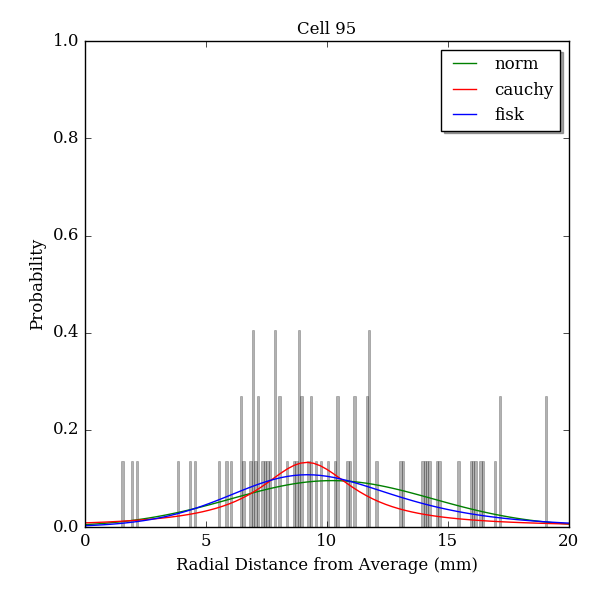 Cell 95
1.0
0.8
0.6
0.4
0.2
0.0
Probability
norm
cauchy
fisk
0 5 10 15 20
Radial Distance from Average (mm)